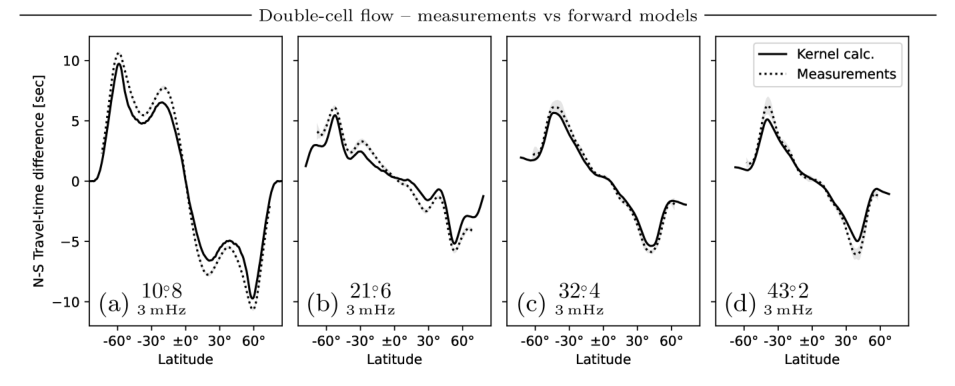 Double-cell flow – measurements vs forward models
N-S Travel-time difference [sec]
10
5
0
−5
−10
(a) 10°.8
3 mHz
(b) 21°.6
3 mHz
(c) 32°.4
3 mHz
(d) 43°.2
3 mHz
Kernel calc.
Measurements
-60° -30° ±0° 30° 60°
-60° -30° ±0° 30° 60°
-60° -30° ±0° 30° 60°
-60° -30° ±0° 30° 60°
Latitude
Latitude
Latitude
Latitude